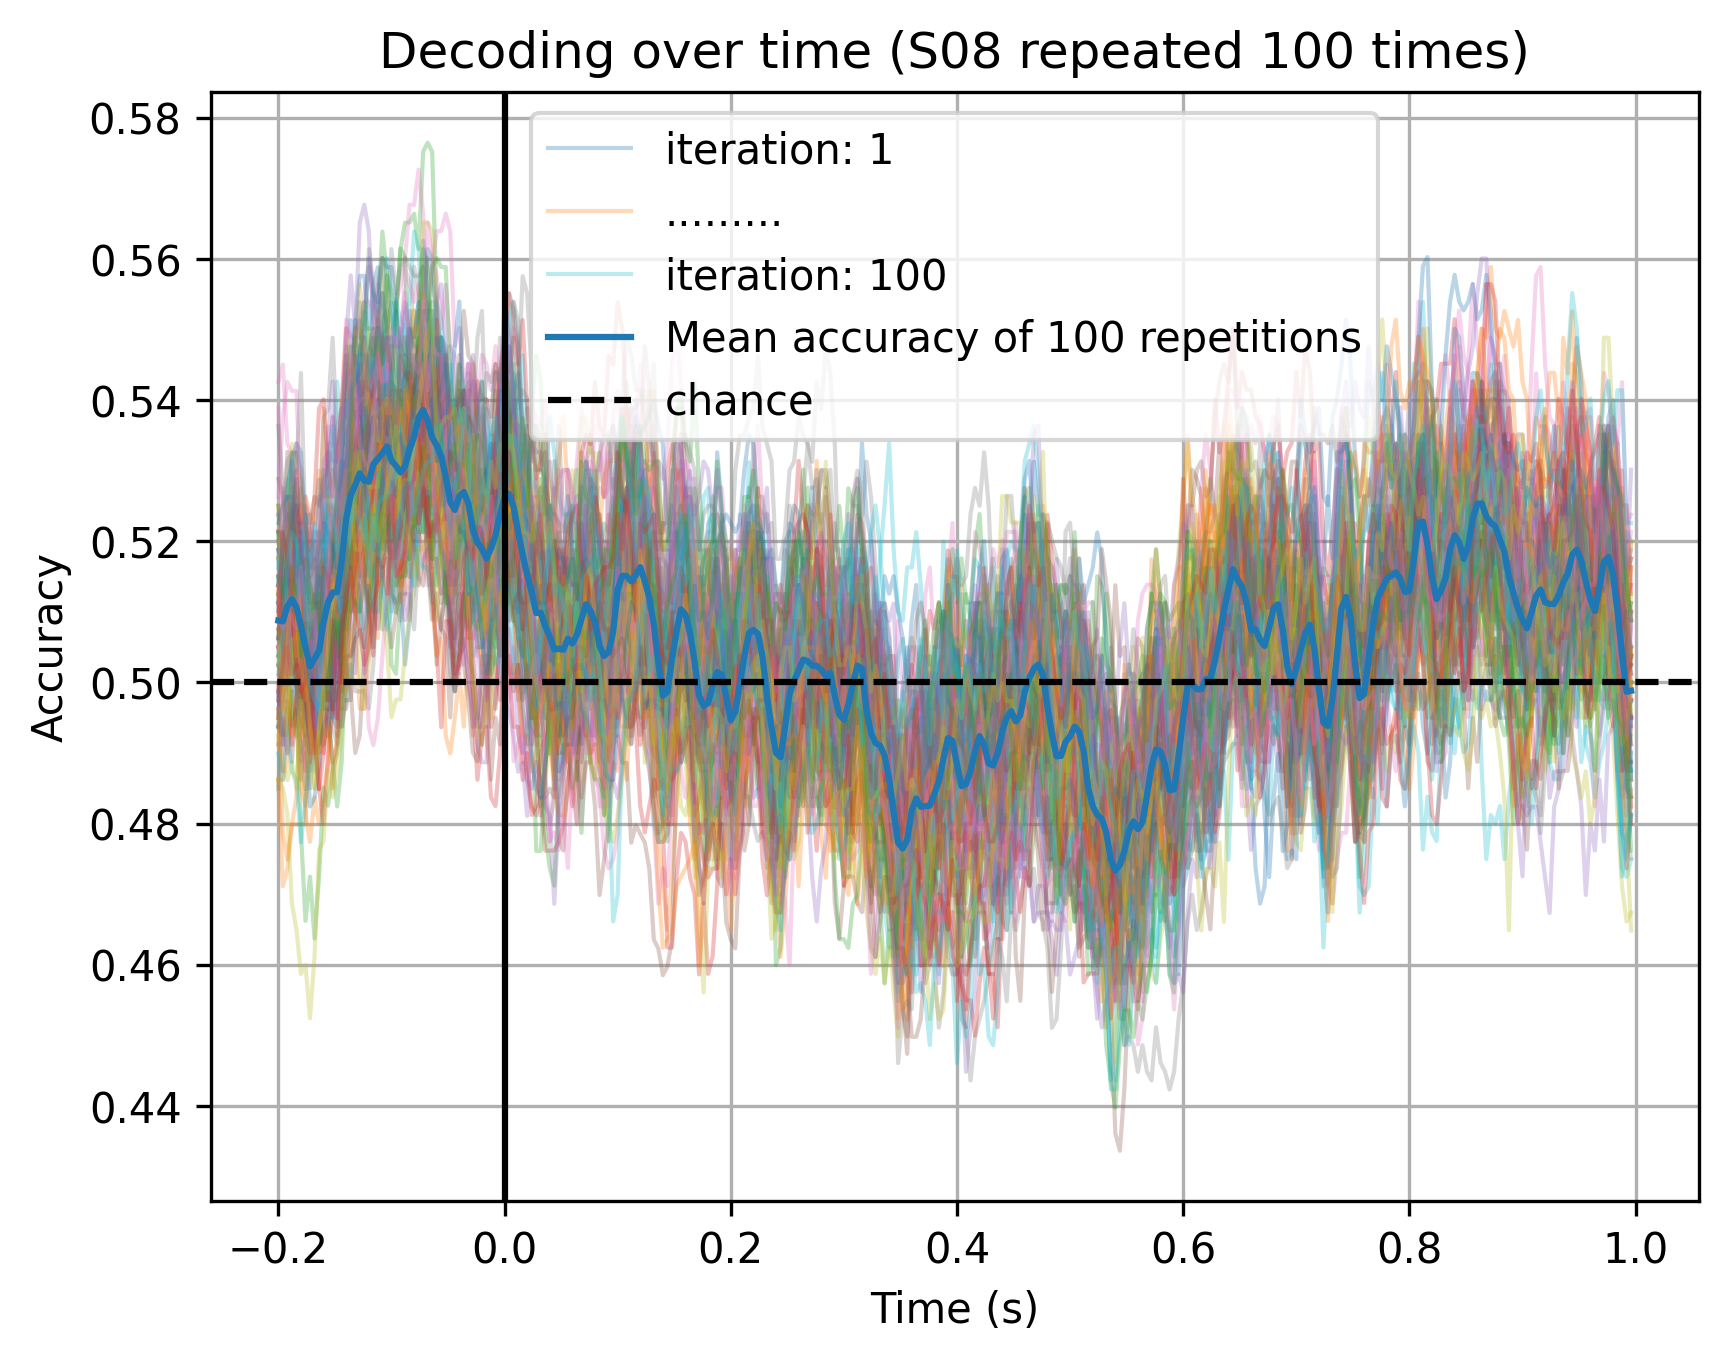 Decoding over time (S08 repeated 100 times)
0.58
0.56
0.54
0.52
0.50
0.48
0.46
0.44
Accuracy
iteration: 1
.........
iteration: 100
Mean accuracy of 100 repetitions
chance
−0.2 0.0 0.2 0.4 0.6 0.8 1.0
Time (s)